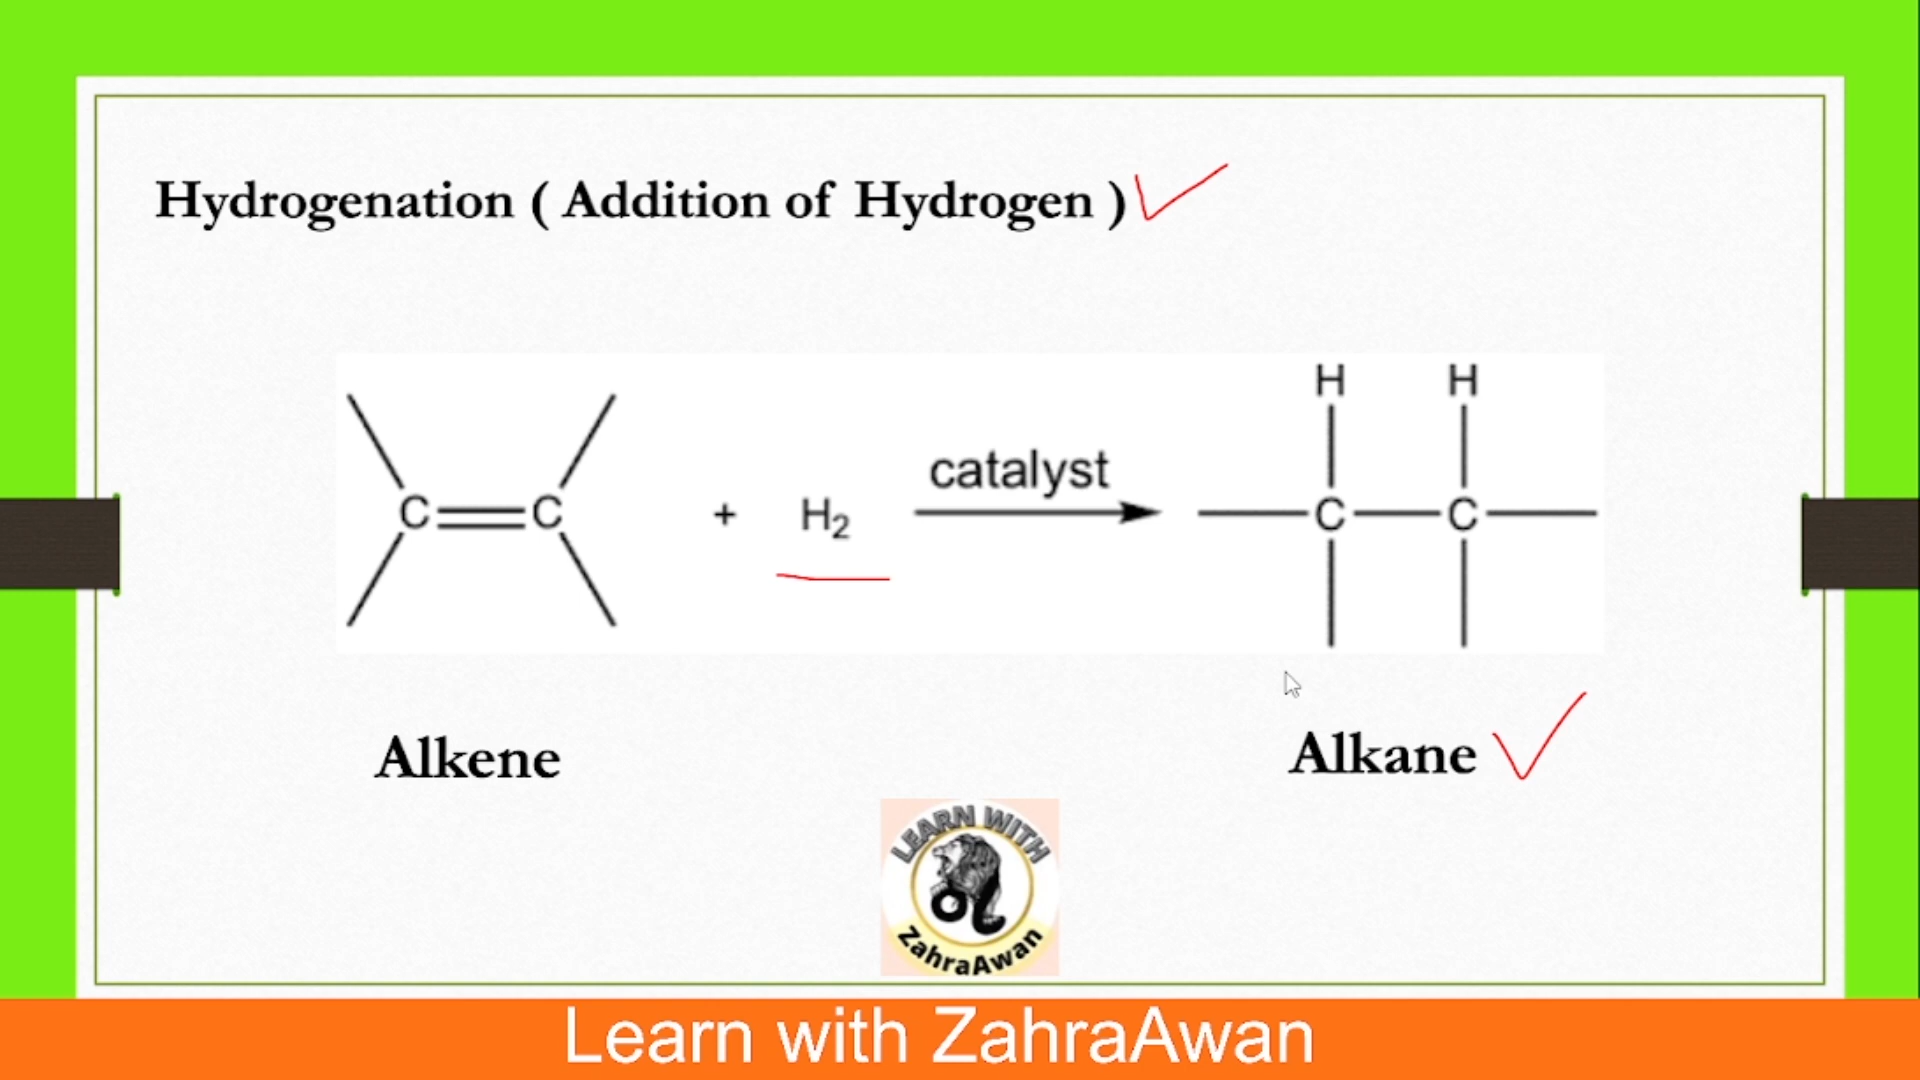 Hydrogenation ( Addition of Hydrogen )
H H
catalyst
C C + H₂ C C
Alkene Alkane
LEARN WITH
ZahraAwan
Learn with ZahraAwan